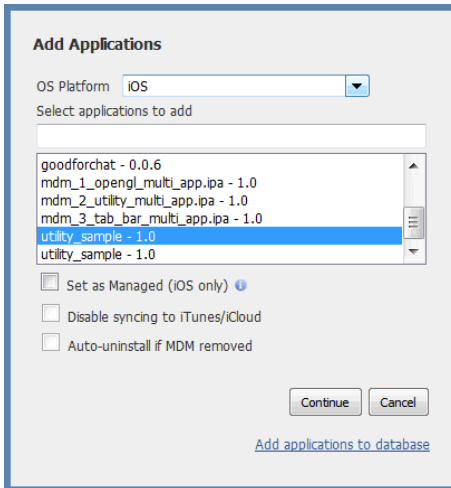 Add Applications
OS Platform iOS
Select applications to add
goodforchat - 0.0.6
mdm_1_opengl_multi_app.ipa - 1.0
mdm_2_utility_multi_app.ipa - 1.0
mdm_3_tab_bar_multi_app.ipa - 1.0
utility_sample - 1.0
utility_sample - 1.0
Set as Managed (iOS only)
Disable syncing to iTunes/iCloud
Auto-uninstall if MDM removed
Continue Cancel
Add applications to database